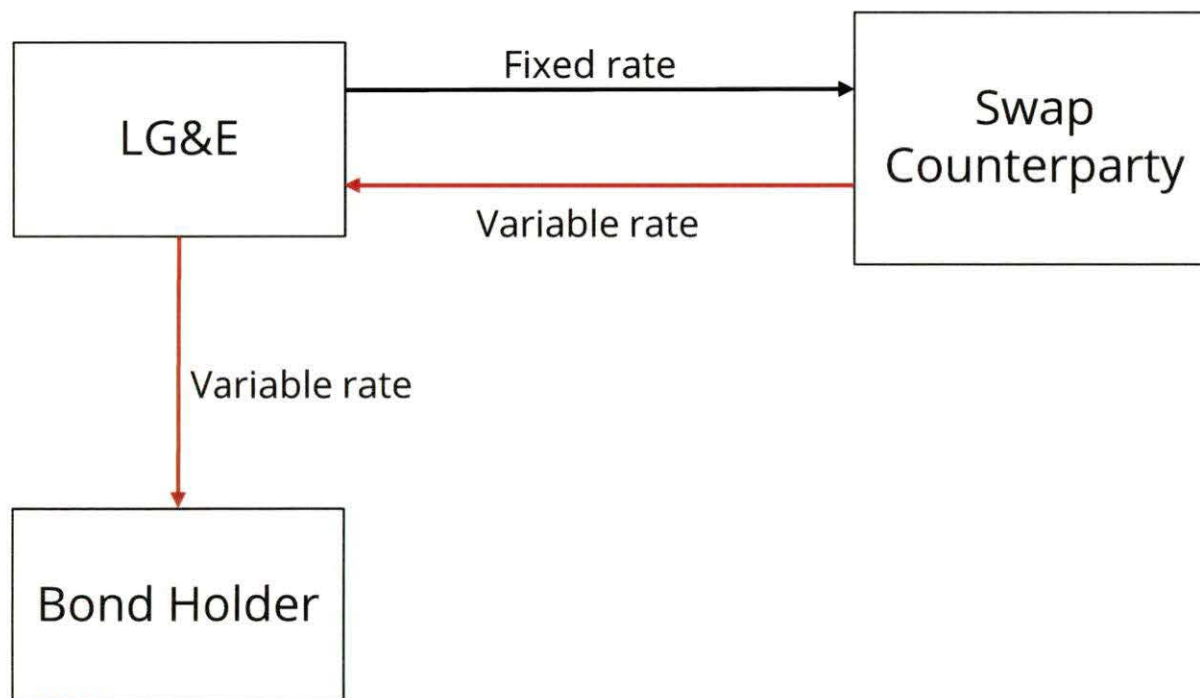 Fixed rate
LG&E
Swap
Counterparty
Variable rate
Variable rate
Bond Holder